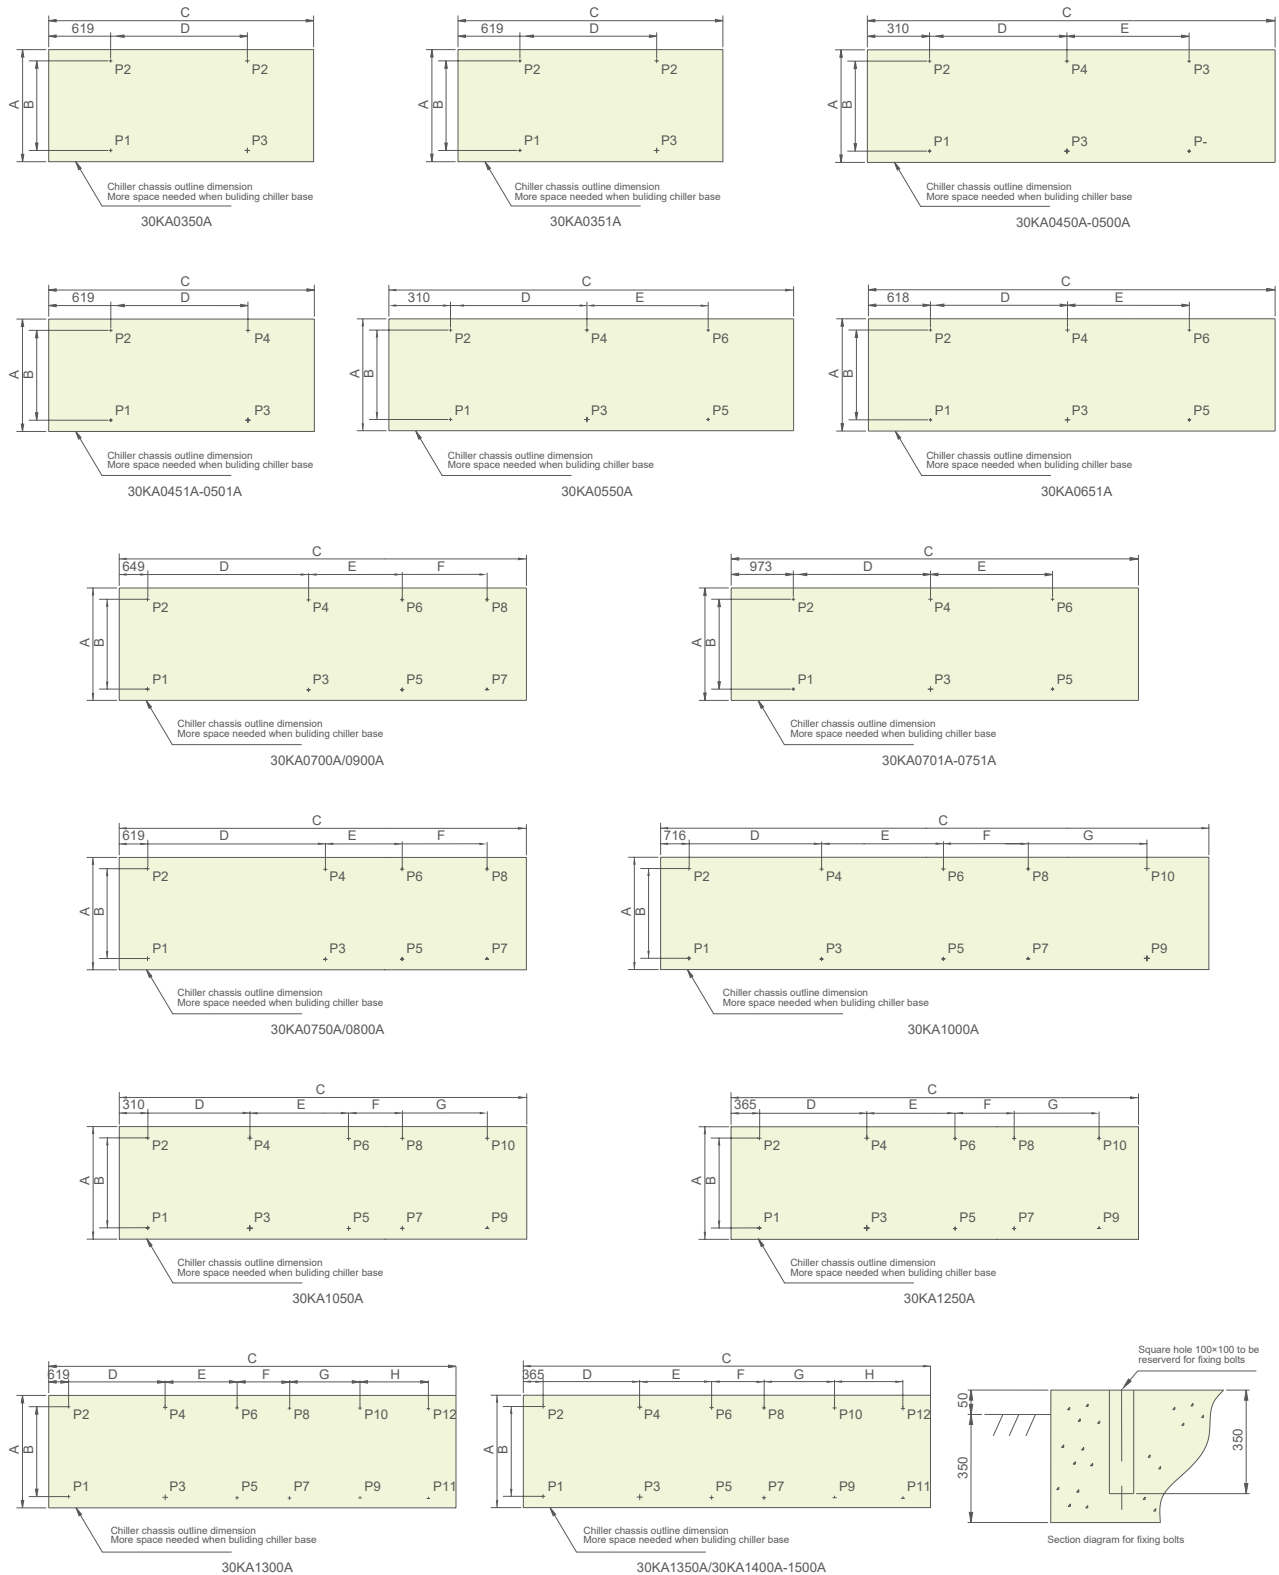 C
619 D
A
B
P2 P2
P1 P3
Chiller chassis outline dimension
More space needed when buliding chiller base
30KA0350A
C
619 D
A
B
P2 P2
P1 P3
Chiller chassis outline dimension
More space needed when buliding chiller base
30KA0351A
C
310 D E
A
B
P2 P4 P3
P1 P3 P-
Chiller chassis outline dimension
More space needed when buliding chiller base
30KA0450A-0500A
C
619 D
A
B
P2 P4
P1 P3
Chiller chassis outline dimension
More space needed when buliding chiller base
30KA0451A-0501A
C
310 D E
A
B
P2 P4 P6
P1 P3 P5
Chiller chassis outline dimension
More space needed when buliding chiller base
30KA0550A
C
618 D E
A
B
P2 P4 P6
P1 P3 P5
Chiller chassis outline dimension
More space needed when buliding chiller base
30KA0651A
C
649 D E F
A
B
P2 P4 P6 P8
P1 P3 P5 P7
Chiller chassis outline dimension
More space needed when buliding chiller base
30KA0700A/0900A
C
973 D E
A
B
P2 P4 P6
P1 P3 P5
Chiller chassis outline dimension
More space needed when buliding chiller base
30KA0701A-0751A
C
619 D E F
A
B
P2 P4 P6 P8
P1 P3 P5 P7
Chiller chassis outline dimension
More space needed when buliding chiller base
30KA0750A/0800A
C
716 D E F G
A
B
P2 P4 P6 P8 P10
P1 P3 P5 P7 P9
Chiller chassis outline dimension
More space needed when buliding chiller base
30KA1000A
C
310 D E F G
A
B
P2 P4 P6 P8 P10
P1 P3 P5 P7 P9
Chiller chassis outline dimension
More space needed when buliding chiller base
30KA1050A
C
365 D E F G
A
B
P2 P4 P6 P8 P10
P1 P3 P5 P7 P9
Chiller chassis outline dimension
More space needed when buliding chiller base
30KA1250A
C
619 D E F G H
A
B
P2 P4 P6 P8 P10 P12
P1 P3 P5 P7 P9 P11
Chiller chassis outline dimension
More space needed when buliding chiller base
30KA1300A
C
365 D E F G H
A
B
P2 P4 P6 P8 P10 P12
P1 P3 P5 P7 P9 P11
Chiller chassis outline dimension
More space needed when buliding chiller base
30KA1350A/30KA1400A-1500A
Square hole 100×100 to be
reserverd for fixing bolts
50
350
350
Section diagram for fixing bolts